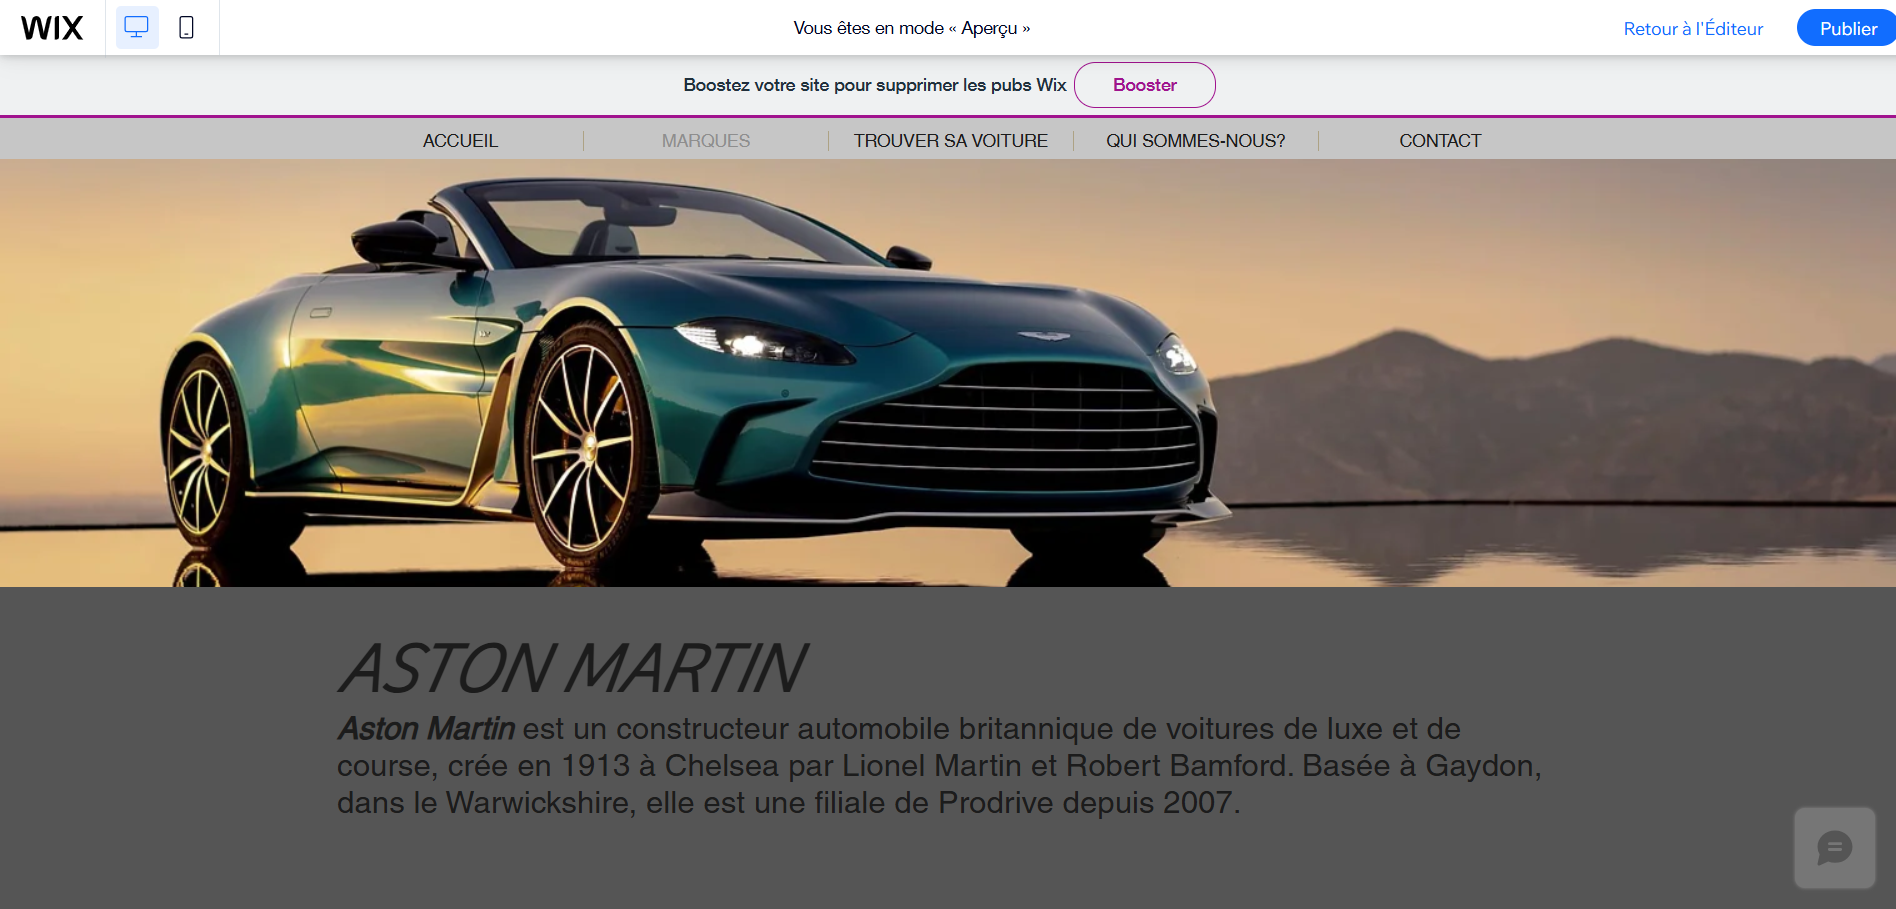 WIX
Vous êtes en mode « Aperçu »
Retour à l'Éditeur
Publier
Boostez votre site pour supprimer les pubs Wix
Booster
ACCUEIL
MARQUES
TROUVER SA VOITURE
QUI SOMMES-NOUS?
CONTACT
ASTON MARTIN
Aston Martin est un constructeur automobile britannique de voitures de luxe et de
course, crée en 1913 à Chelsea par Lionel Martin et Robert Bamford. Basée à Gaydon,
dans le Warwickshire, elle est une filiale de Prodrive depuis 2007.